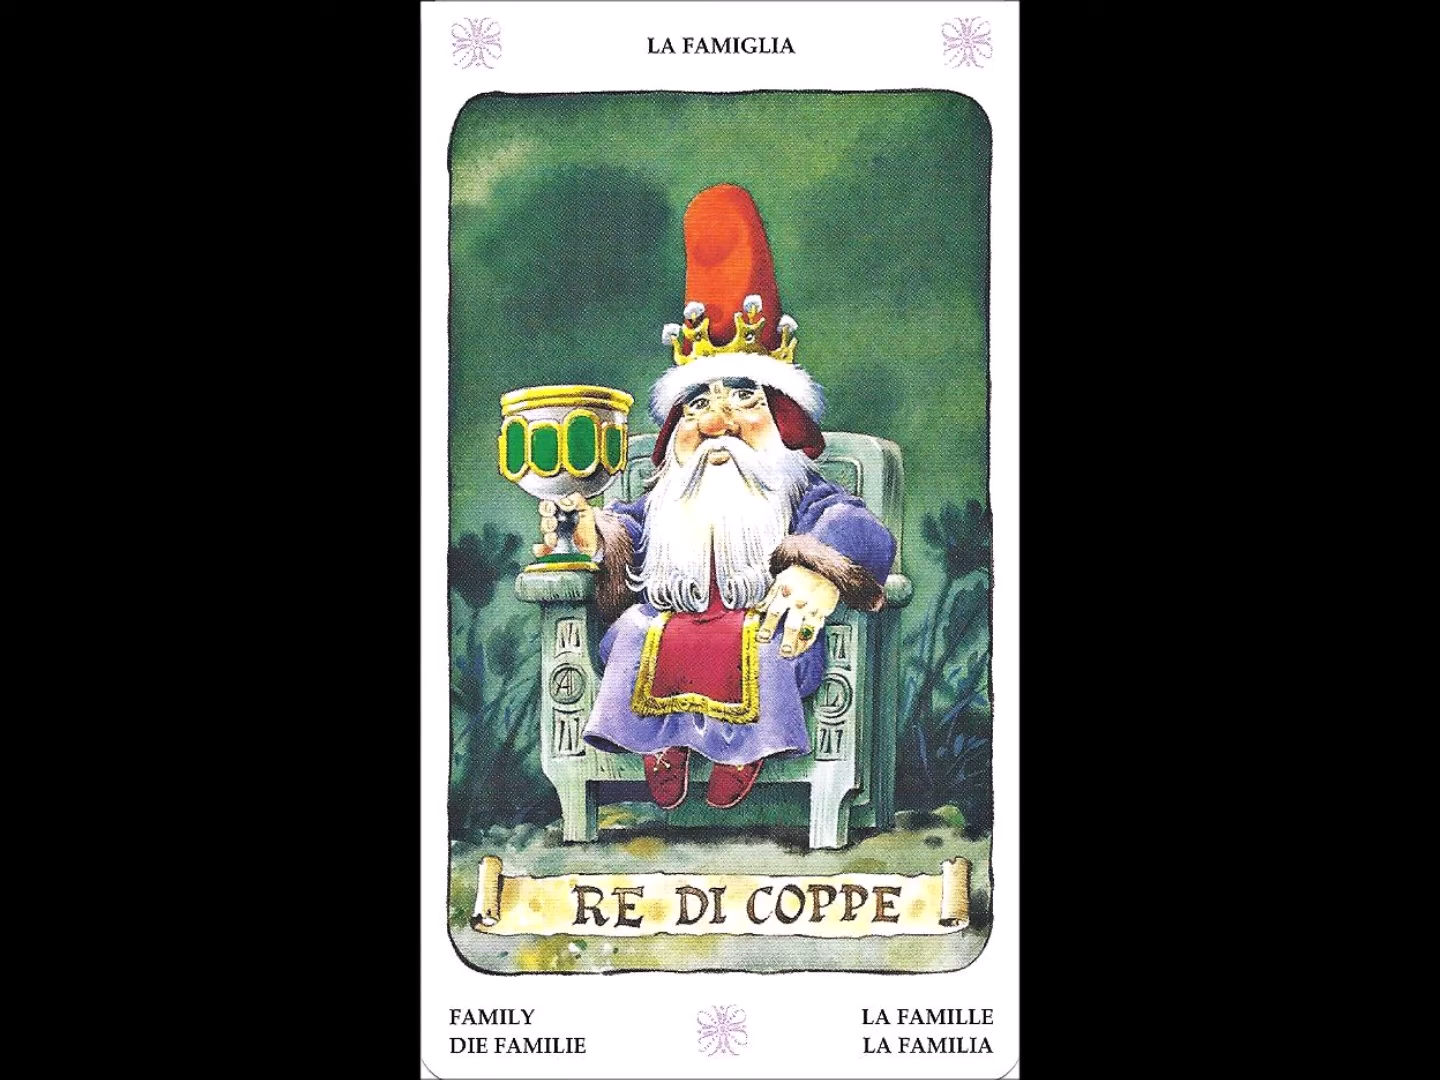 LA FAMIGLIA
RE DI COPPE
FAMILY
DIE FAMILIE
LA FAMILLE
LA FAMILIA